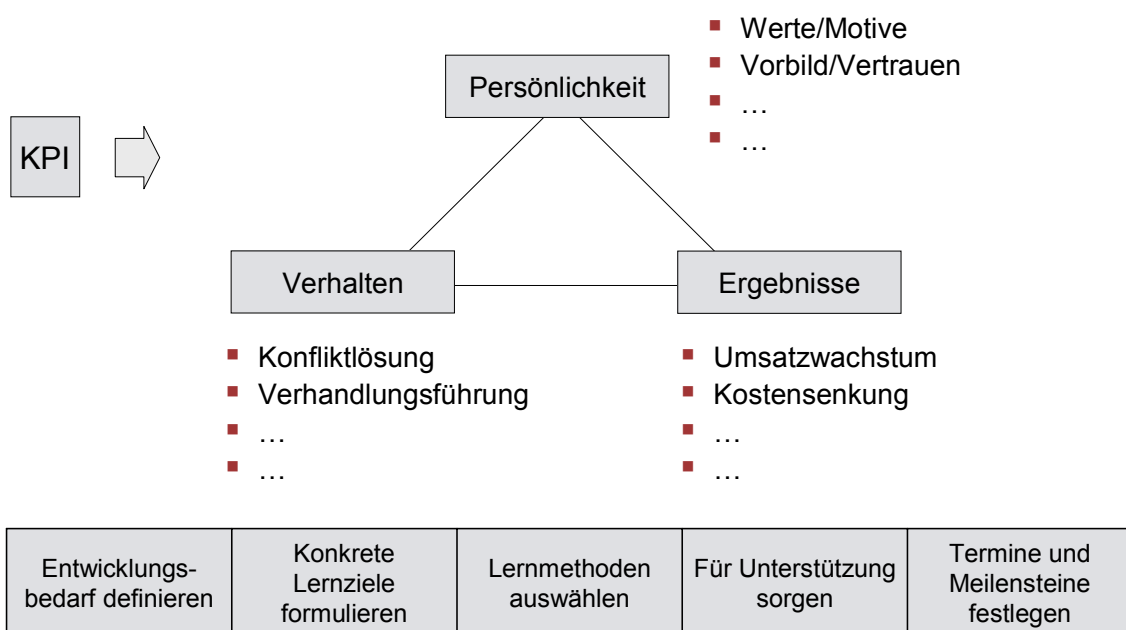 Werte/Motive
Vorbild/Vertrauen
…
…
Persönlichkeit
KPI
Verhalten
Ergebnisse
Konfliktlösung
Verhandlungsführung
…
…
Umsatzwachstum
Kostensenkung
…
…
Entwicklungs-
bedarf definieren
Konkrete
Lernziele
formulieren
Lernmethoden
auswählen
Für Unterstützung
sorgen
Termine und
Meilensteine
festlegen